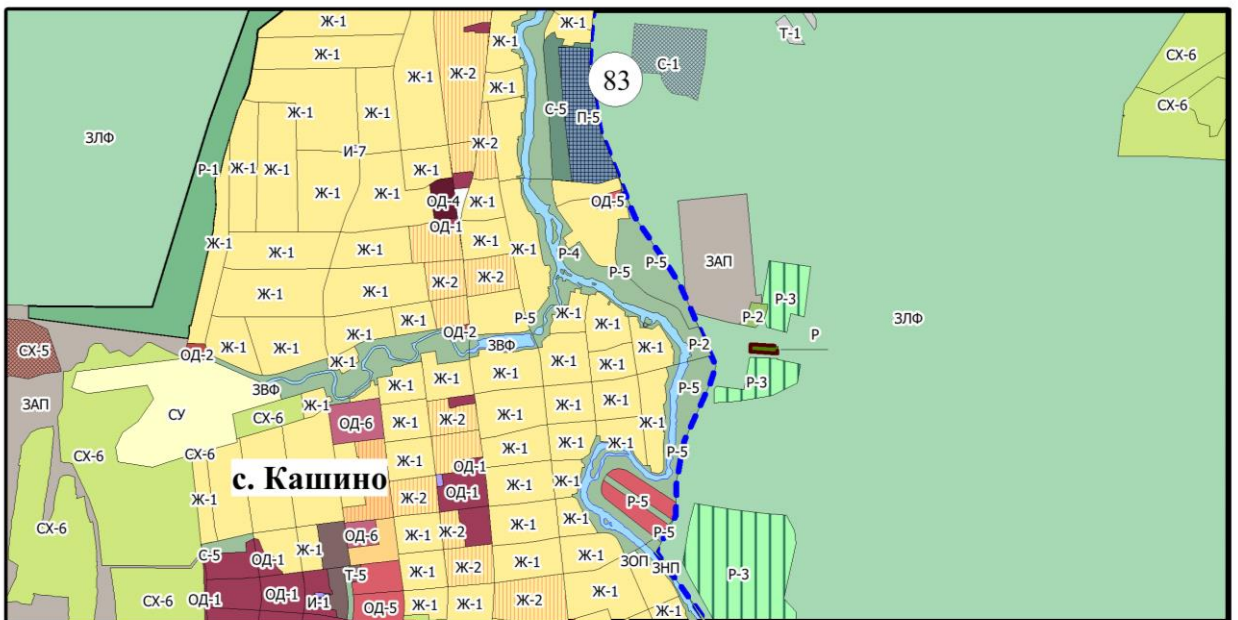 Ж-1 Ж-1 Т-1
Ж-1 Ж-1 Ж-1 С-1 СХ-6
Ж-1 Ж-2 83
Ж-1 СХ-6
Ж-1 Ж-1 С-5 П-5
ЗЛФ И-7 Ж-2
Р-1 Ж-1 Ж-1 Ж-1
Ж-1 Ж-1 ОД-4 Ж-1 ОД-5
ОД-1
Ж-1 Ж-1 Ж-1 Ж-1 Ж-1 Р-4
Ж-2 Ж-2 Р-5 Р-5 ЗАП
Ж-1 Ж-1 Р-3
Ж-1 Р-5 Ж-1 Р-2 ЗЛФ
Ж-1 Ж-1 Ж-1 ОД-2 ЗВФ Ж-1 Р-2 Р
СХ-5 ОД-2 Ж-1 Ж-1 Ж-1 Ж-1
ЗВФ Ж-1 Ж-1 Ж-1 Ж-1 Ж-1 Р-5 Р-3
ЗАП СУ СХ-6 Ж-1 ОД-6 Ж-1 Ж-2 Ж-1 Ж-1 Ж-1 Ж-1
СХ-6 СХ-6 Ж-1 Ж-1 Ж-1 Ж-1 Р-5
с. Кашино ОД-1
Ж-1 Ж-2 ОД-1 Ж-1 Ж-1 Р-5
СХ-6 Ж-1 Ж-1 ОД-6 Ж-1 Ж-2 Ж-1 Ж-1 Р-5
С-5 ОД-1 Ж-1 ЗОП ЗНП
Т-5 Ж-1 Ж-2 Ж-1 Р-3
СХ-6 ОД-1 ОД-1 И-1 ОД-5 Ж-1 Ж-1 Ж-2 Ж-1